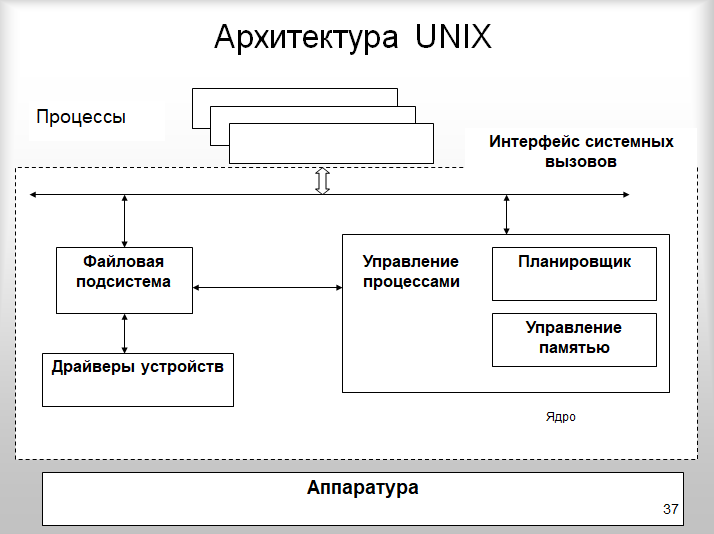 Архитектура UNIX
Процессы
Интерфейс системных
вызовов
Файловая
подсистема
Управление
процессами
Планировщик
Управление
памятью
Драйверы устройств
Ядро
Аппаратура
37